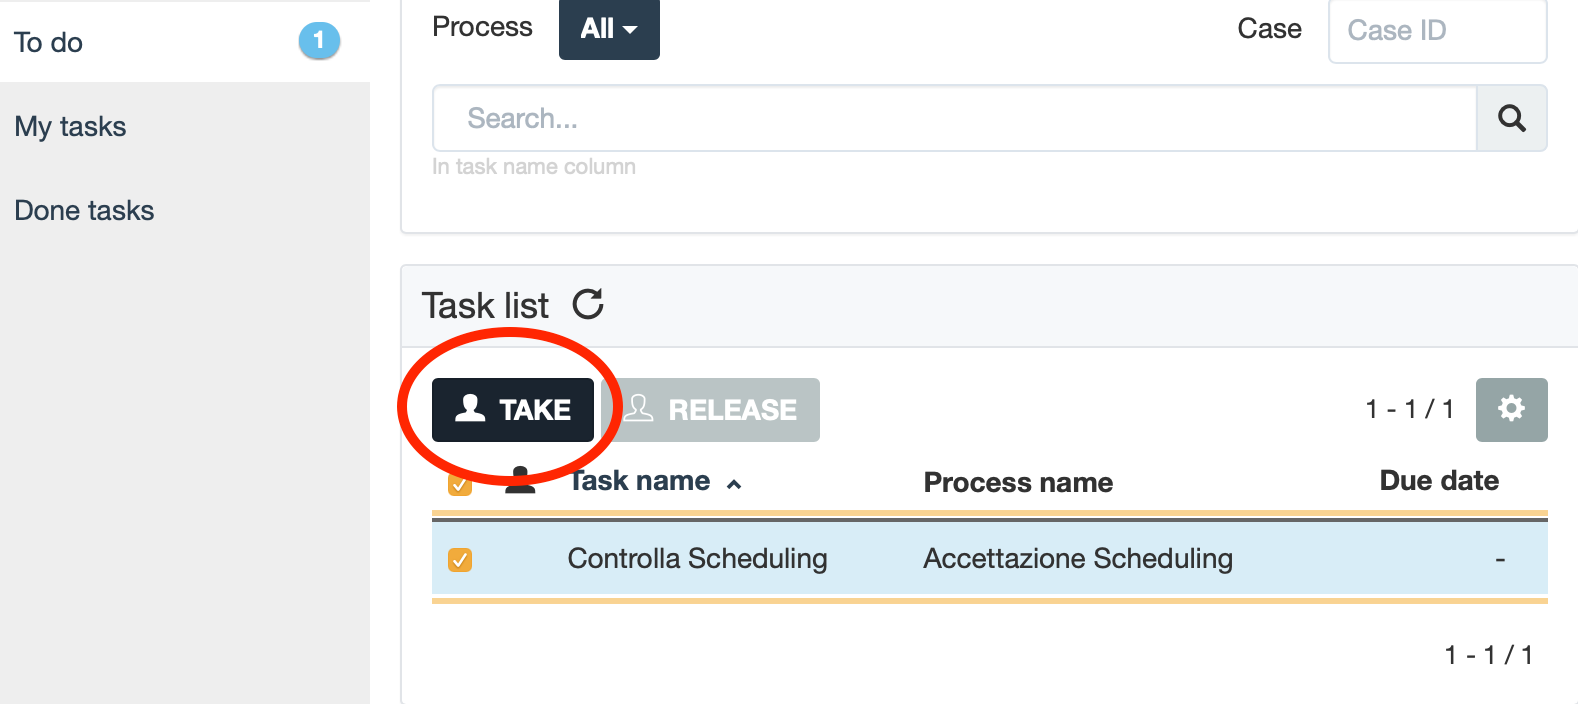 To do 1
My tasks
Done tasks
Process All Case Case ID
Search...
In task name column
Task list
TAKE RELEASE 1 - 1 / 1
Task name Process name Due date
Controlla Scheduling Accettazione Scheduling -
1 - 1 / 1